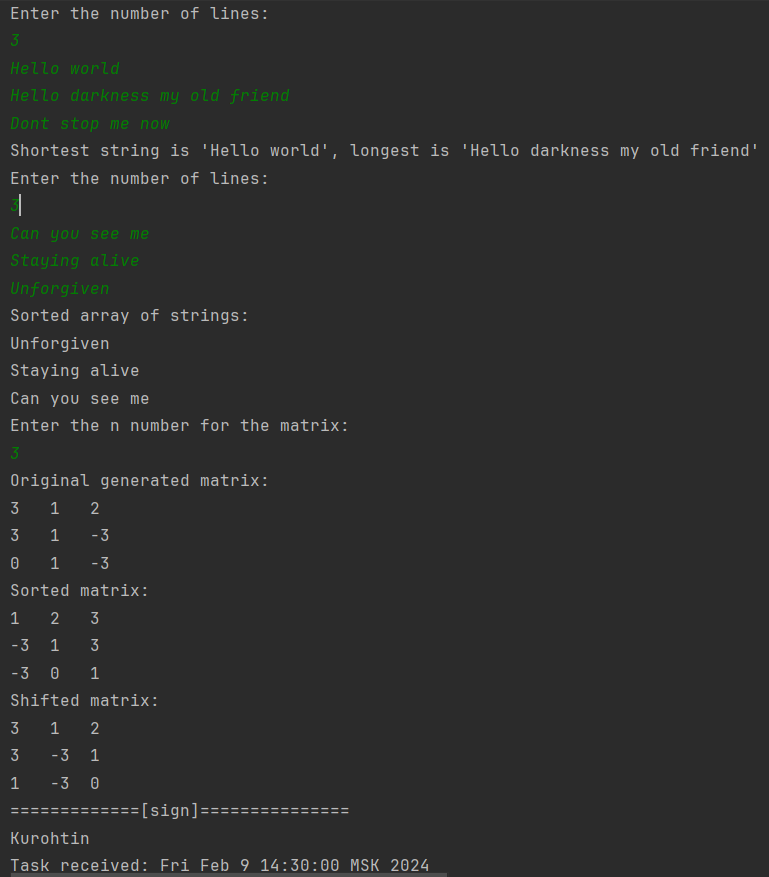 Enter the number of lines:
3
Hello world
Hello darkness my old friend
Dont stop me now
Shortest string is 'Hello world', longest is 'Hello darkness my old friend'
Enter the number of lines:
3
Can you see me
Staying alive
Unforgiven
Sorted array of strings:
Unforgiven
Staying alive
Can you see me
Enter the n number for the matrix:
3
Original generated matrix:
3   1   2
3   1   -3
0   1   -3
Sorted matrix:
1   2   3
-3  1   3
-3  0   1
Shifted matrix:
3   1   2
3   -3  1
1   -3  0
=============[sign]===============
Kurohtin
Task received: Fri Feb 9 14:30:00 MSK 2024